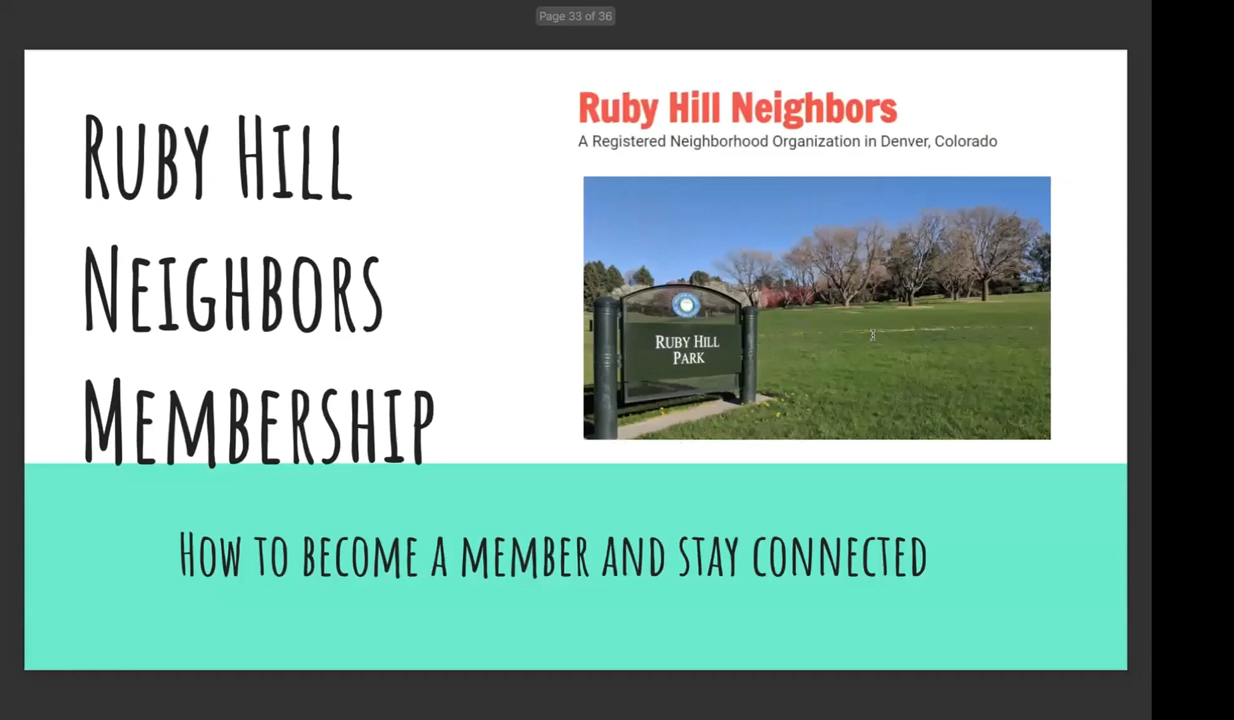 Page 33 of 36
Ruby Hill
Neighbors
Membership
Ruby Hill Neighbors
A Registered Neighborhood Organization in Denver, Colorado
Ruby Hill
Park
How to become a member and stay connected